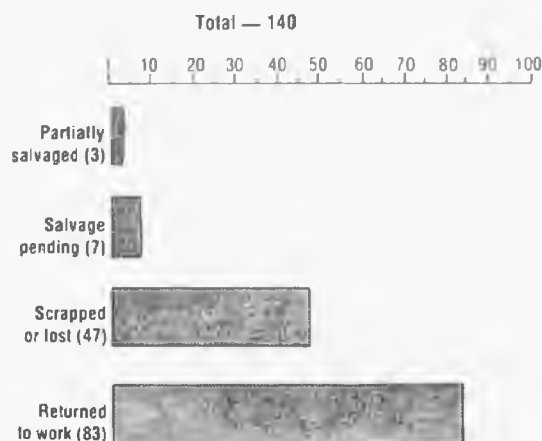 Total — 140
1 10 20 30 40 50 60 70 80 90 100
Partially
salvaged (3)
Salvage
pending (7)
Scrapped
or lost (47)
Returned
to work (83)